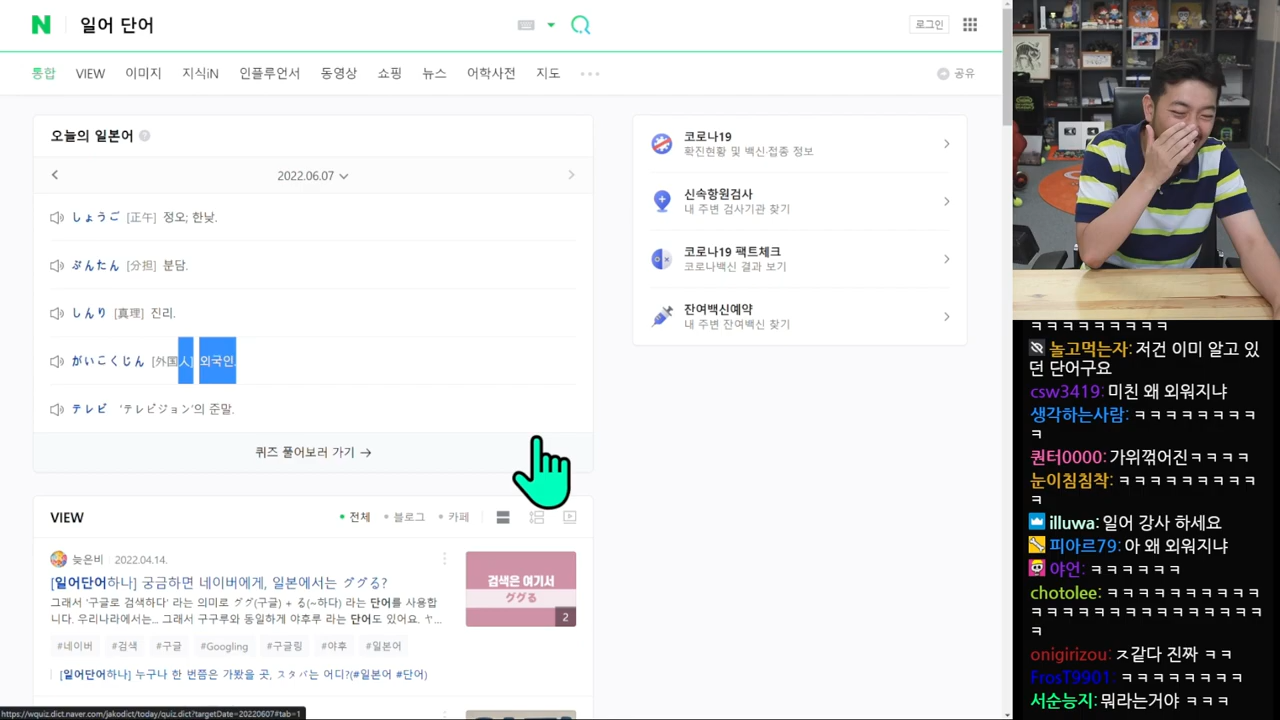 N 일어 단어
로그인
통합 VIEW 이미지 지식iN 인플루언서 동영상 쇼핑 뉴스 어학사전 지도
공유
오늘의 일본어 ?
2022.06.07
しょうご [正午] 정오; 한낮.
ぶんたん [分担] 분담.
しんり [真理] 진리.
がいこくじん [外国人] 외국인.
テレビ ‘テレビジョン’의 준말.
퀴즈 풀어보러 가기 →
코로나19
확진현황 및 백신·접종 정보
신속항원검사
내 주변 검사기관 찾기
코로나19 팩트체크
코로나백신 결과 보기
잔여백신예약
내 주변 잔여백신 찾기
VIEW
전체 블로그 카페
늦은비 2022.04.14.
[일어단어하나] 궁금하면 네이버에게, 일본에서는 ググる?
그래서 '구글로 검색하다' 라는 의미로 ググ(구글) + る(~하다) 라는 단어를 사용합
니다. 우리나라에서는... 그래서 구구루와 동일하게 야후루 라는 단어도 있어요. ヤ...
#네이버 #검색 #구글 #Googling #구글링 #야후 #일본어
[일어단어하나] 누구나 한 번쯤은 가봤을 곳, スタバ는 어디?(#일본어 #단어)
검색은 여기서
ググる
2
https://wquiz.dict.naver.com/jakodict/today/quiz.dict?targetDate=20220607#tab=1
ㅋㅋㅋㅋㅋㅋㅋㅋㅋ
놀고먹는자: 저건 이미 알고 있
던 단어구요
csw3419: 미친 왜 외워지냐
생각하는사람: ㅋㅋㅋㅋㅋㅋㅋㅋ
ㅋ
퀀터0000: 가위꺾어진ㅋㅋㅋㅋ
눈이침침착: ㅋㅋㅋㅋㅋㅋㅋㅋㅋ
ㅋ
illuwa: 일어 강사 하세요
피아르79: 아 왜 외워지냐
야언: ㅋㅋㅋㅋㅋㅋ
chotolee: ㅋㅋㅋㅋㅋㅋㅋㅋㅋㅋ
ㅋㅋㅋㅋㅋㅋㅋㅋㅋㅋㅋㅋㅋㅋㅋ
ㅋ
onigirizou: ㅈ같다 진짜 ㅋㅋ
FrosT9901: ㅋㅋㅋㅋㅋㅋㅋㅋ
서순능지: 뭐라는거야 ㅋㅋㅋ